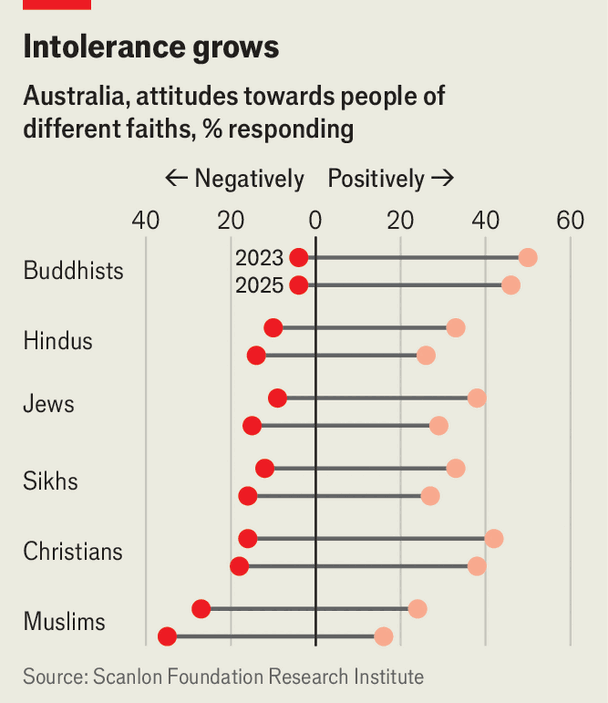 Intolerance grows
Australia, attitudes towards people of
different faiths, % responding
← Negatively Positively →
40 20 0 20 40 60
Buddhists
2023
2025
Hindus
Jews
Sikhs
Christians
Muslims
Source: Scanlon Foundation Research Institute